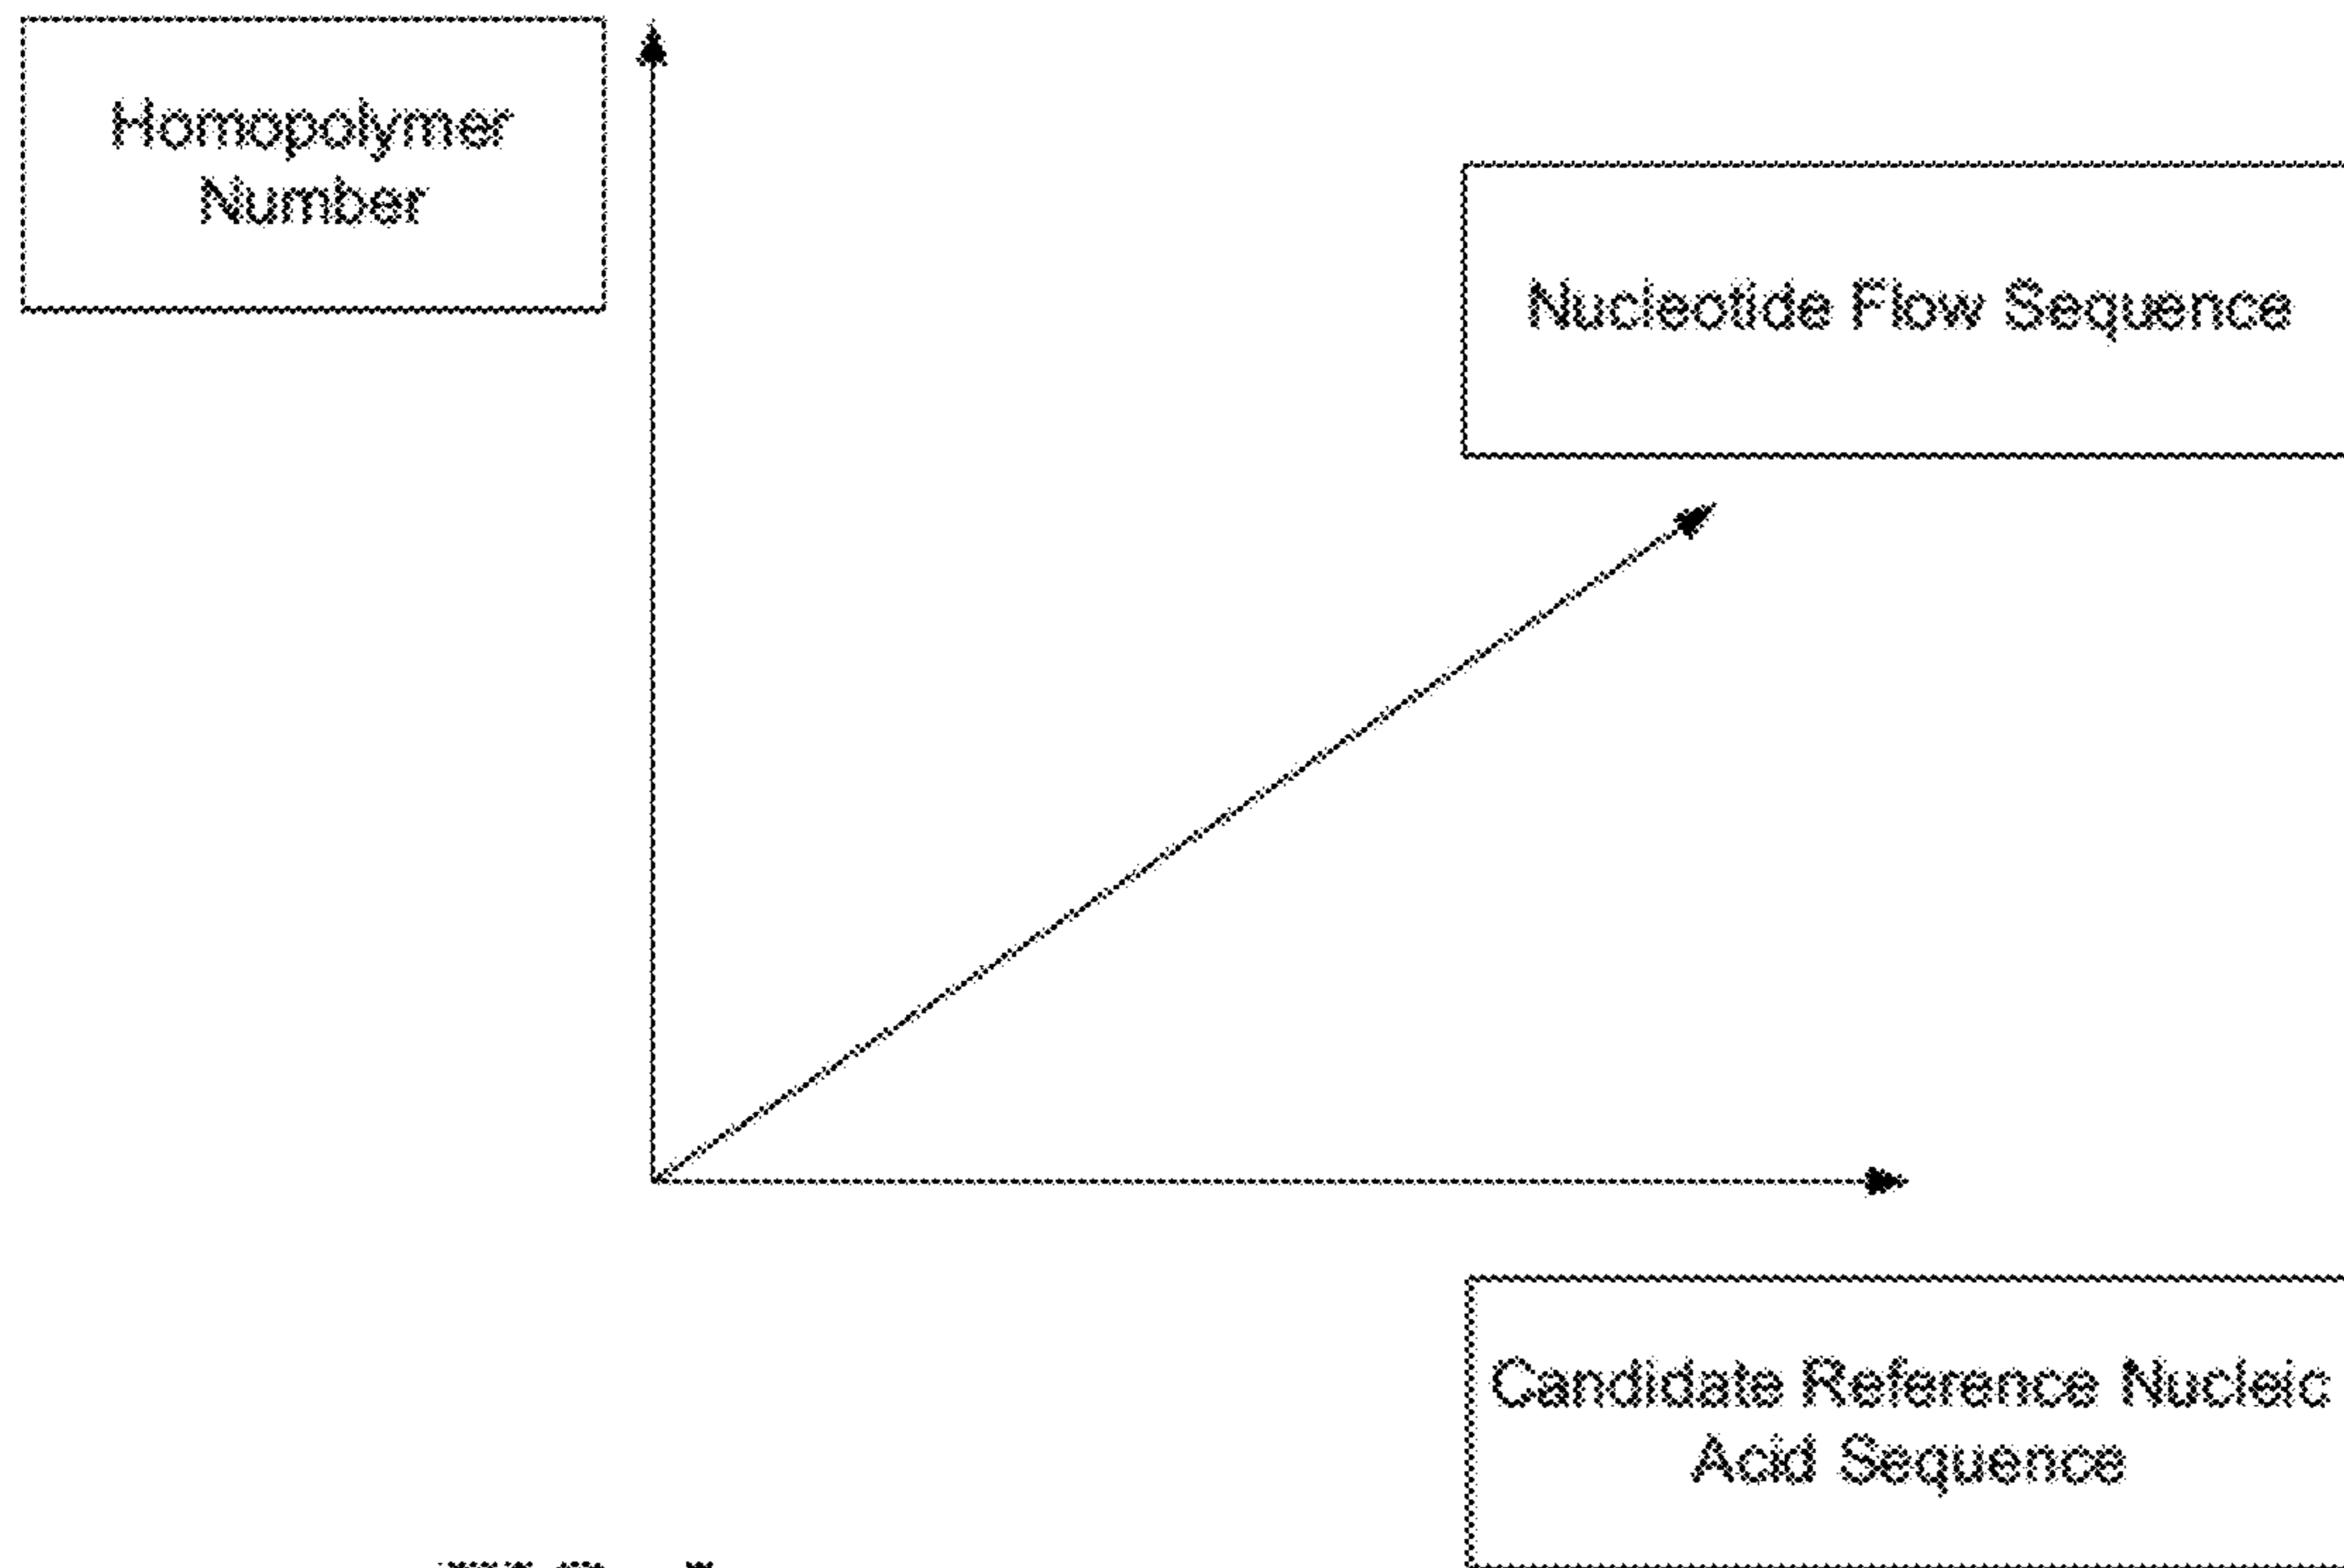 Homopolymer
Number
Nucleotide Flow Sequence
Candidate Reference Nucleic
Acid Sequence